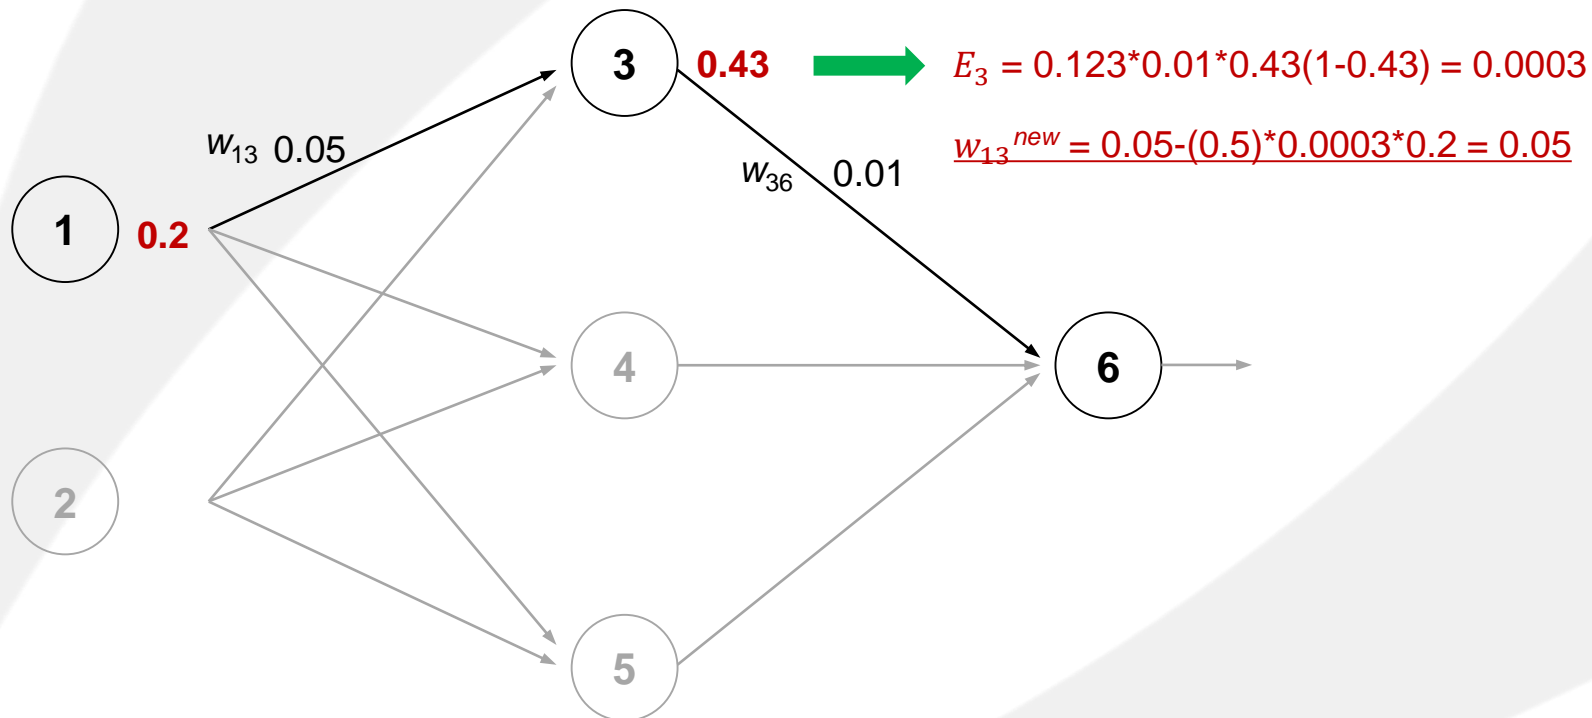 3
0.43
E₃ = 0.123*0.01*0.43(1-0.43) = 0.0003
w₁₃ⁿᵉʷ = 0.05-(0.5)*0.0003*0.2 = 0.05
w₁₃ 0.05
w₃₆ 0.01
1
0.2
4
6
2
5